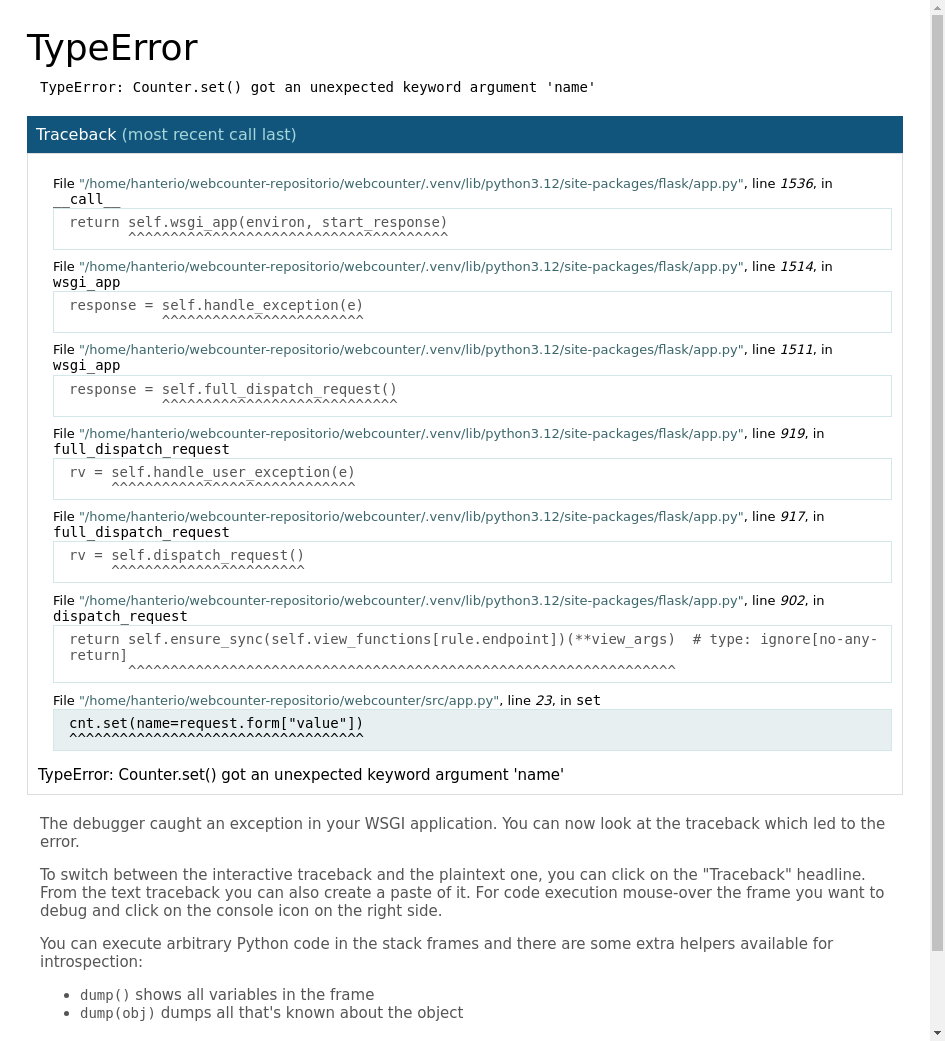 TypeError
TypeError: Counter.set() got an unexpected keyword argument 'name'
Traceback (most recent call last)
File "/home/hanterio/webcounter-repositorio/webcounter/.venv/lib/python3.12/site-packages/flask/app.py", line 1536, in
__call__
return self.wsgi_app(environ, start_response)
^^^^^^^^^^^^^^^^^^^^^^^^^^^^^^^^^^^^^^
File "/home/hanterio/webcounter-repositorio/webcounter/.venv/lib/python3.12/site-packages/flask/app.py", line 1514, in
wsgi_app
response = self.handle_exception(e)
^^^^^^^^^^^^^^^^^^^^^^^^
File "/home/hanterio/webcounter-repositorio/webcounter/.venv/lib/python3.12/site-packages/flask/app.py", line 1511, in
wsgi_app
response = self.full_dispatch_request()
^^^^^^^^^^^^^^^^^^^^^^^^^^^^
File "/home/hanterio/webcounter-repositorio/webcounter/.venv/lib/python3.12/site-packages/flask/app.py", line 919, in
full_dispatch_request
rv = self.handle_user_exception(e)
^^^^^^^^^^^^^^^^^^^^^^^^^^^^^
File "/home/hanterio/webcounter-repositorio/webcounter/.venv/lib/python3.12/site-packages/flask/app.py", line 917, in
full_dispatch_request
rv = self.dispatch_request()
^^^^^^^^^^^^^^^^^^^^^^^
File "/home/hanterio/webcounter-repositorio/webcounter/.venv/lib/python3.12/site-packages/flask/app.py", line 902, in
dispatch_request
return self.ensure_sync(self.view_functions[rule.endpoint])(**view_args)  # type: ignore[no-any-
return]
^^^^^^^^^^^^^^^^^^^^^^^^^^^^^^^^^^^^^^^^^^^^^^^^^^^^^^^^^^^^^^^^^
File "/home/hanterio/webcounter-repositorio/webcounter/src/app.py", line 23, in set
cnt.set(name=request.form["value"])
^^^^^^^^^^^^^^^^^^^^^^^^^^^^^^^^^^^
TypeError: Counter.set() got an unexpected keyword argument 'name'
The debugger caught an exception in your WSGI application. You can now look at the traceback which led to the
error.
To switch between the interactive traceback and the plaintext one, you can click on the "Traceback" headline.
From the text traceback you can also create a paste of it. For code execution mouse-over the frame you want to
debug and click on the console icon on the right side.
You can execute arbitrary Python code in the stack frames and there are some extra helpers available for
introspection:
• dump() shows all variables in the frame
• dump(obj) dumps all that's known about the object